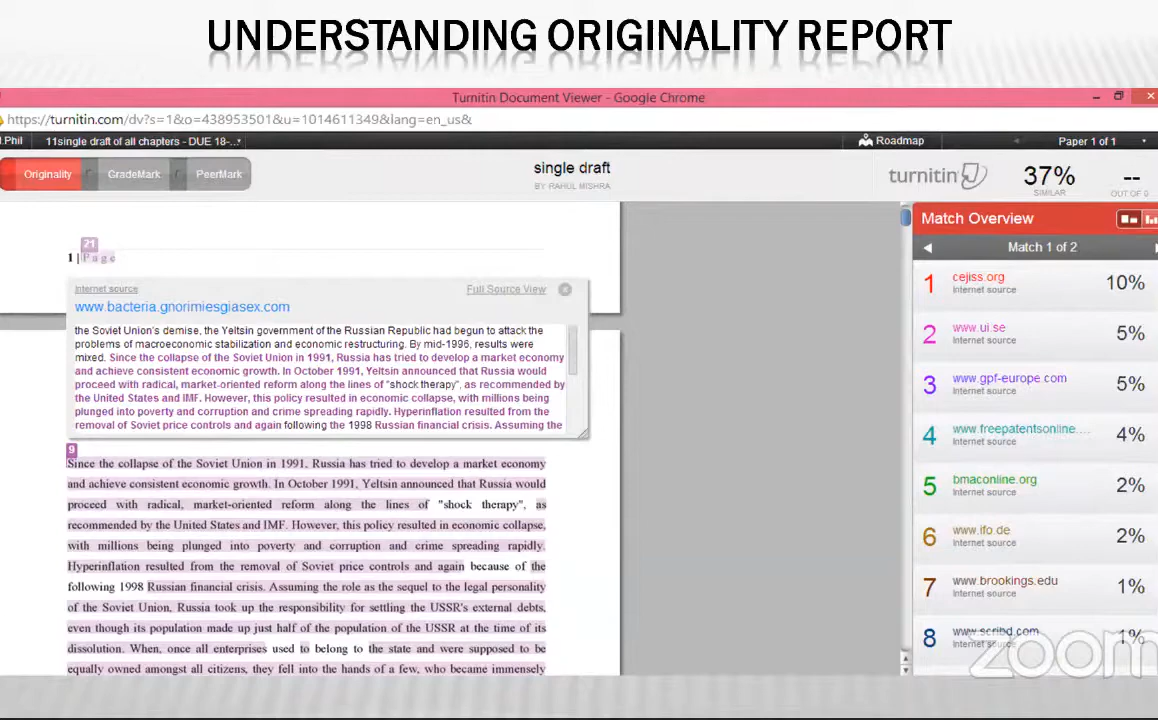 UNDERSTANDING ORIGINALITY REPORT
Turnitin Document Viewer - Google Chrome
https://turnitin.com/dv?s=1&o=438953501&u=1014611349&lang=en_us&
.Phil
11single draft of all chapters - DUE 18-...
Roadmap
Paper 1 of 1
Originality
GradeMark
PeerMark
single draft
BY RAHUL MISHRA
turnitin
37%
SIMILAR
--
OUT OF 0
21
1 | P a g e
Internet source
Full Source View
www.bacteria.gnorimiesgiasex.com
the Soviet Union's demise, the Yeltsin government of the Russian Republic had begun to attack the
problems of macroeconomic stabilization and economic restructuring. By mid-1996, results were
mixed. Since the collapse of the Soviet Union in 1991, Russia has tried to develop a market economy
and achieve consistent economic growth. In October 1991, Yeltsin announced that Russia would
proceed with radical, market-oriented reform along the lines of "shock therapy", as recommended by
the United States and IMF. However, this policy resulted in economic collapse, with millions being
plunged into poverty and corruption and crime spreading rapidly. Hyperinflation resulted from the
removal of Soviet price controls and again following the 1998 Russian financial crisis. Assuming the
9
Since the collapse of the Soviet Union in 1991, Russia has tried to develop a market economy
and achieve consistent economic growth. In October 1991, Yeltsin announced that Russia would
proceed with radical, market-oriented reform along the lines of "shock therapy", as
recommended by the United States and IMF. However, this policy resulted in economic collapse,
with millions being plunged into poverty and corruption and crime spreading rapidly.
Hyperinflation resulted from the removal of Soviet price controls and again because of the
following 1998 Russian financial crisis. Assuming the role as the sequel to the legal personality
of the Soviet Union, Russia took up the responsibility for settling the USSR's external debts,
even though its population made up just half of the population of the USSR at the time of its
dissolution. When, once all enterprises used to belong to the state and were supposed to be
equally owned amongst all citizens, they fell into the hands of a few, who became immensely
Match Overview
Match 1 of 2
1 cejiss.org 10%
Internet source
2 www.ui.se 5%
Internet source
3 www.gpf-europe.com 5%
Internet source
4 www.freepatentsonline.... 4%
Internet source
5 bmaconline.org 2%
Internet source
6 www.ifo.de 2%
Internet source
7 www.brookings.edu 1%
Internet source
8 www.scribd.com 1%
Internet source
zoom